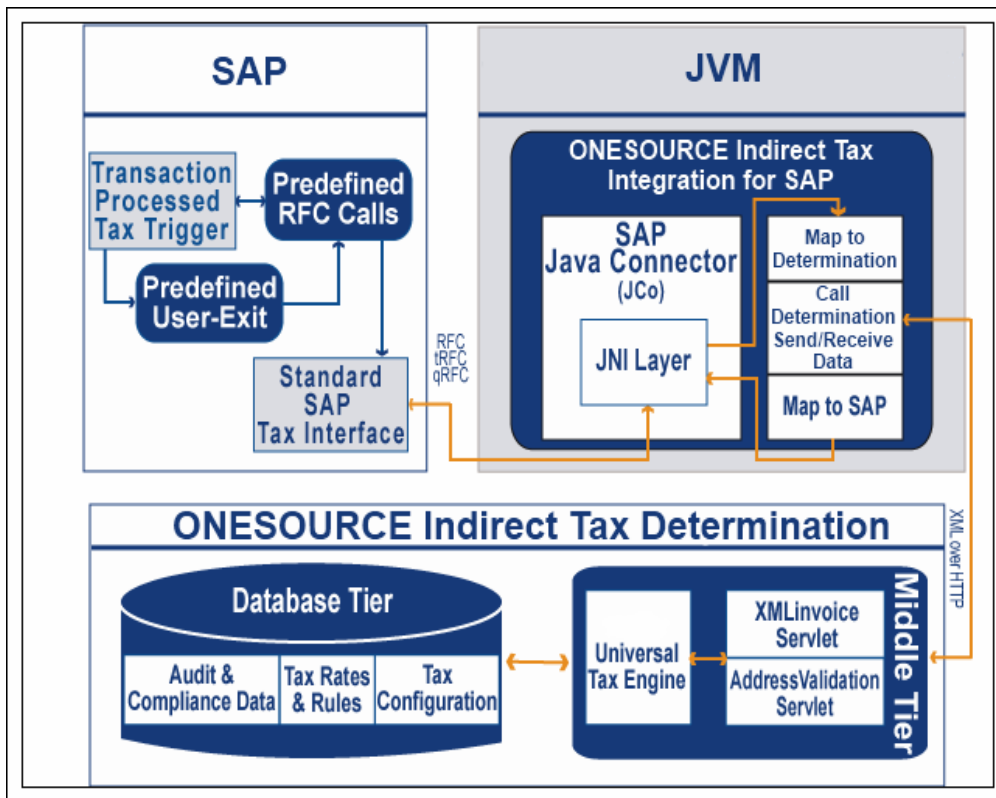 SAP
Transaction
Processed
Tax Trigger
Predefined
RFC Calls
Predefined
User-Exit
Standard
SAP
Tax Interface
RFC
tRFC
qRFC
JVM
ONESOURCE Indirect Tax
Integration for SAP
SAP
Java Connector
(JCo)
JNI Layer
Map to
Determination
Call
Determination
Send/Receive
Data
Map to SAP
XML over HTTP
ONESOURCE Indirect Tax Determination
Database Tier
Audit &
Compliance Data
Tax Rates
& Rules
Tax
Configuration
Universal
Tax Engine
XMLinvoice
Servlet
AddressValidation
Servlet
Middle Tier